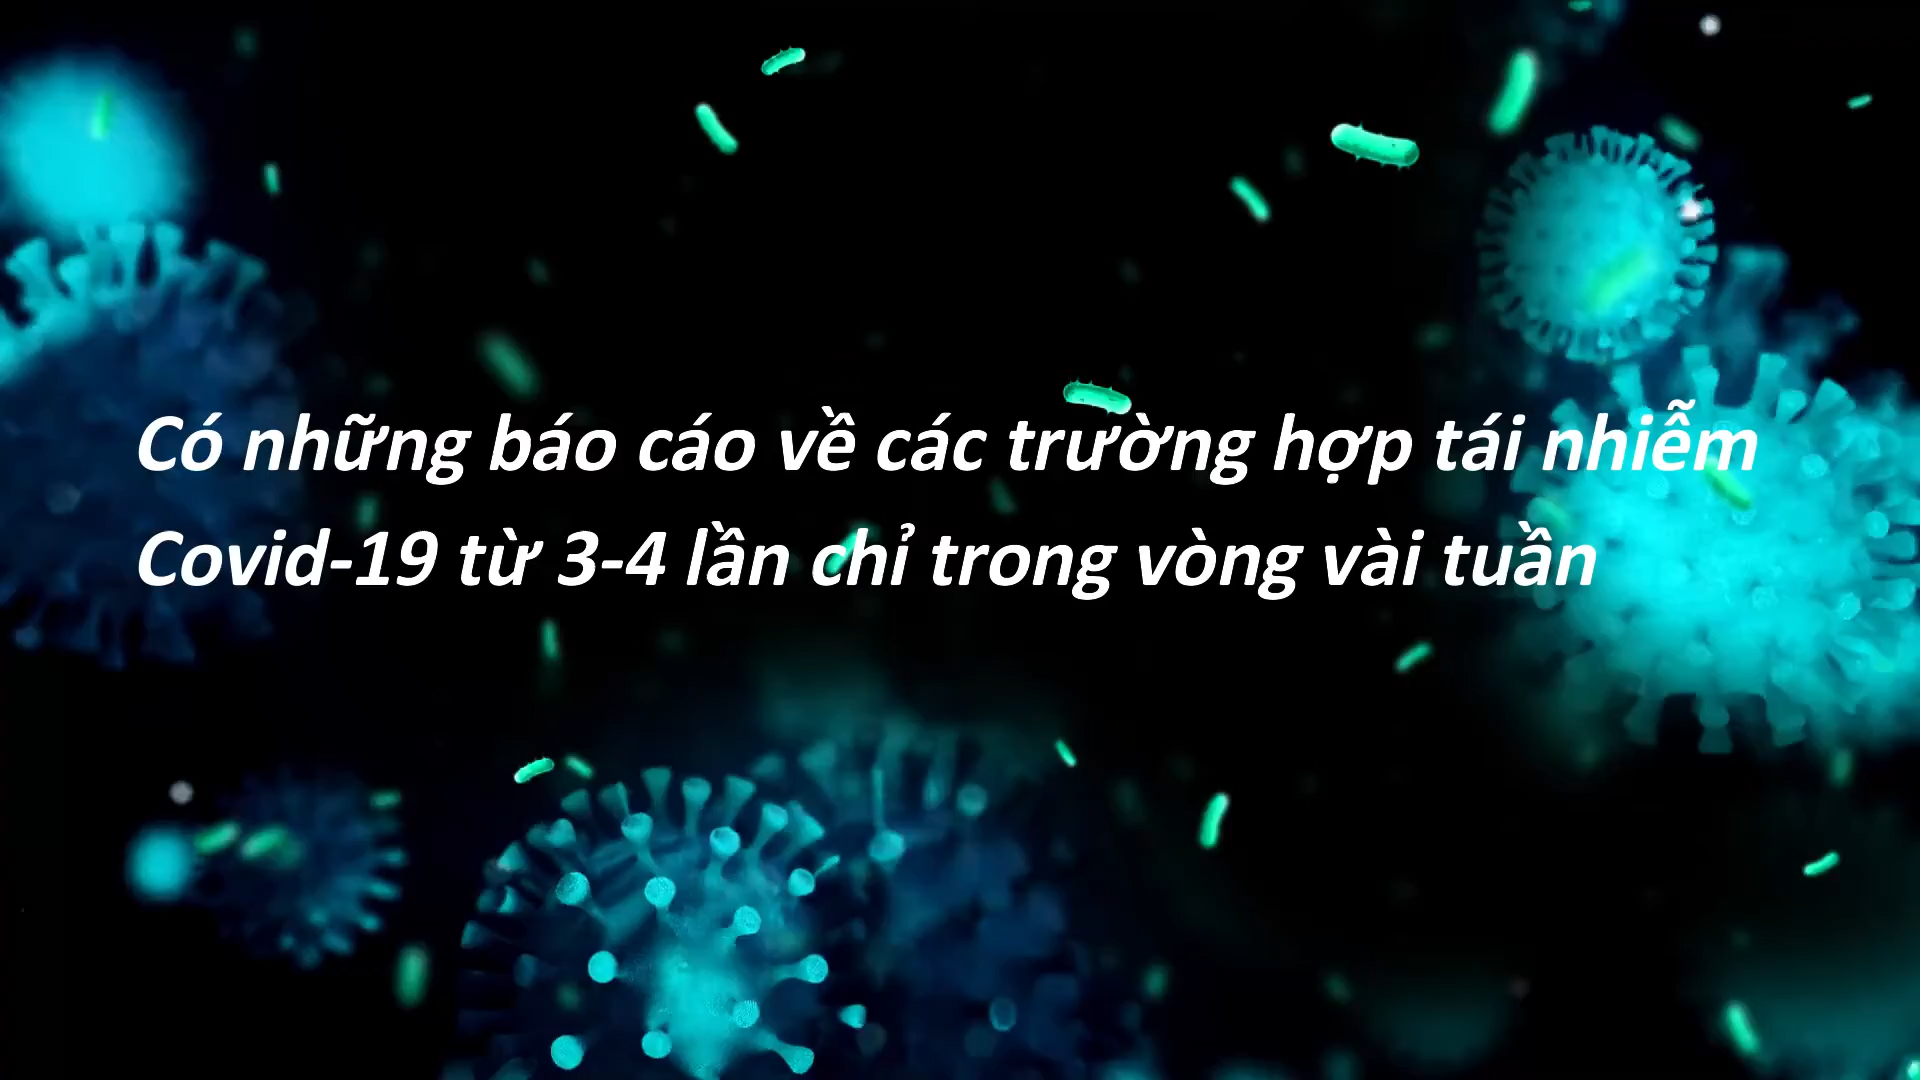 Có những báo cáo về các trường hợp tái nhiễm
Covid-19 từ 3-4 lần chỉ trong vòng vài tuần